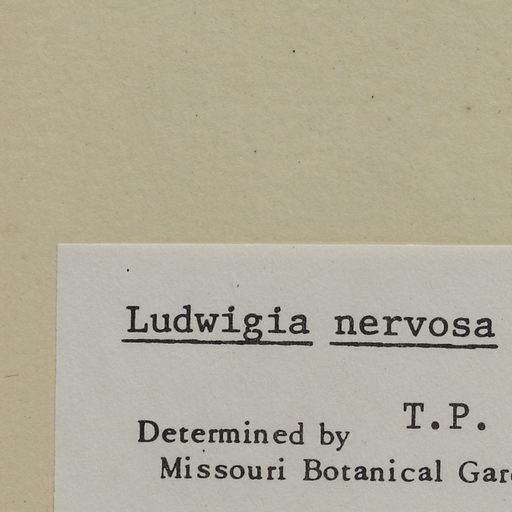 Ludwigia nervosa
Determined by T.P.
Missouri Botanical Gar